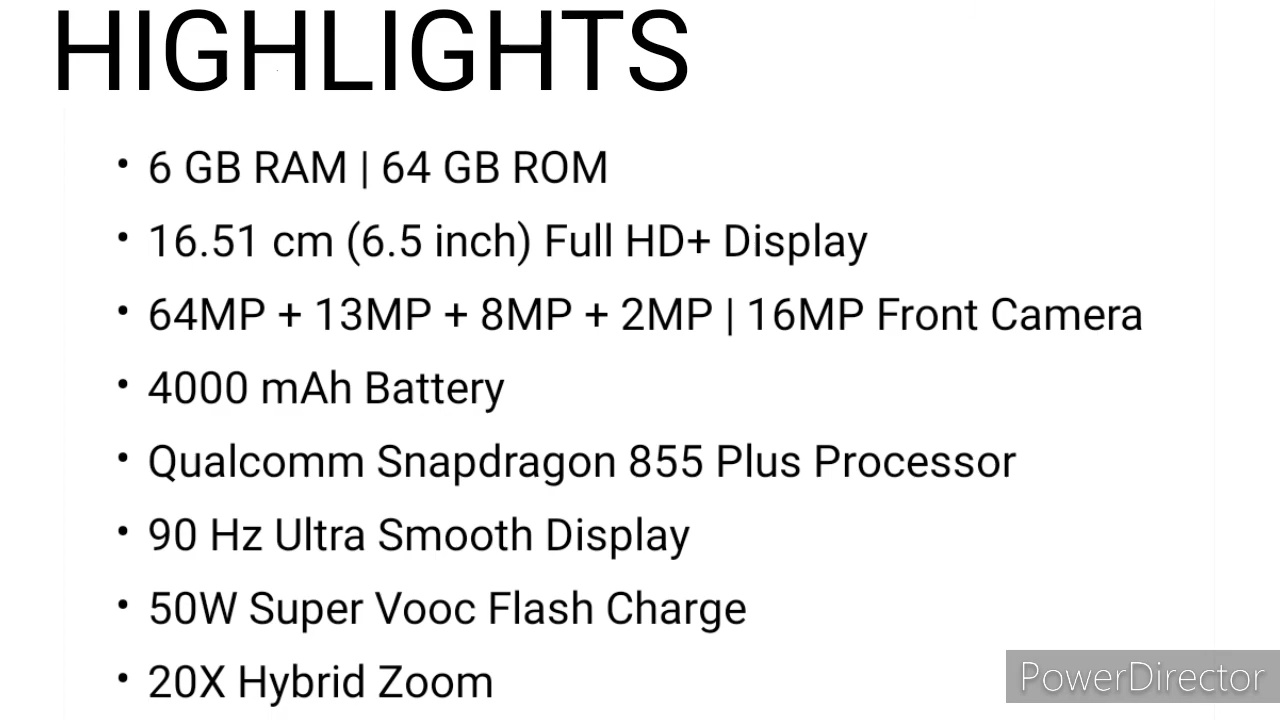 HIGHLIGHTS
• 6 GB RAM | 64 GB ROM
• 16.51 cm (6.5 inch) Full HD+ Display
• 64MP + 13MP + 8MP + 2MP | 16MP Front Camera
• 4000 mAh Battery
• Qualcomm Snapdragon 855 Plus Processor
• 90 Hz Ultra Smooth Display
• 50W Super Vooc Flash Charge
• 20X Hybrid Zoom
PowerDirector